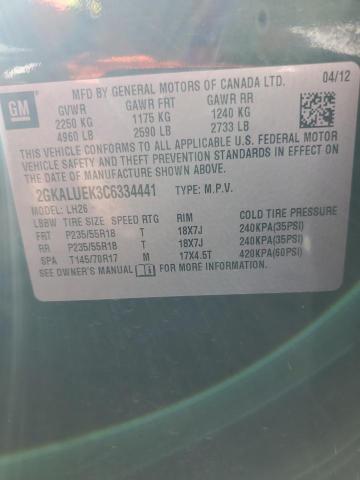 GM
MFD BY GENERAL MOTORS OF CANADA LTD. 04/12
GVWR GAWR FRT GAWR RR
2250 KG 1175 KG 1240 KG
4960 LB 2590 LB 2733 LB
THIS VEHICLE CONFORMS TO ALL APPLICABLE U.S. FEDERAL MOTOR
VEHICLE SAFETY AND THEFT PREVENTION STANDARDS IN EFFECT ON
THE DATE OF MANUFACTURE SHOWN ABOVE.
2GKALUEK3C6334441 TYPE: M.P.V.
MODEL: LH26
LBBW TIRE SIZE SPEED RTG RIM COLD TIRE PRESSURE
FRT P235/55R18 T 18X7J 240KPA(35PSI)
RR P235/55R18 T 18X7J 240KPA(35PSI)
SPA T145/70R17 M 17X4.5T 420KPA(60PSI)
SEE OWNER'S MANUAL FOR ADDITIONAL INFORMATION.